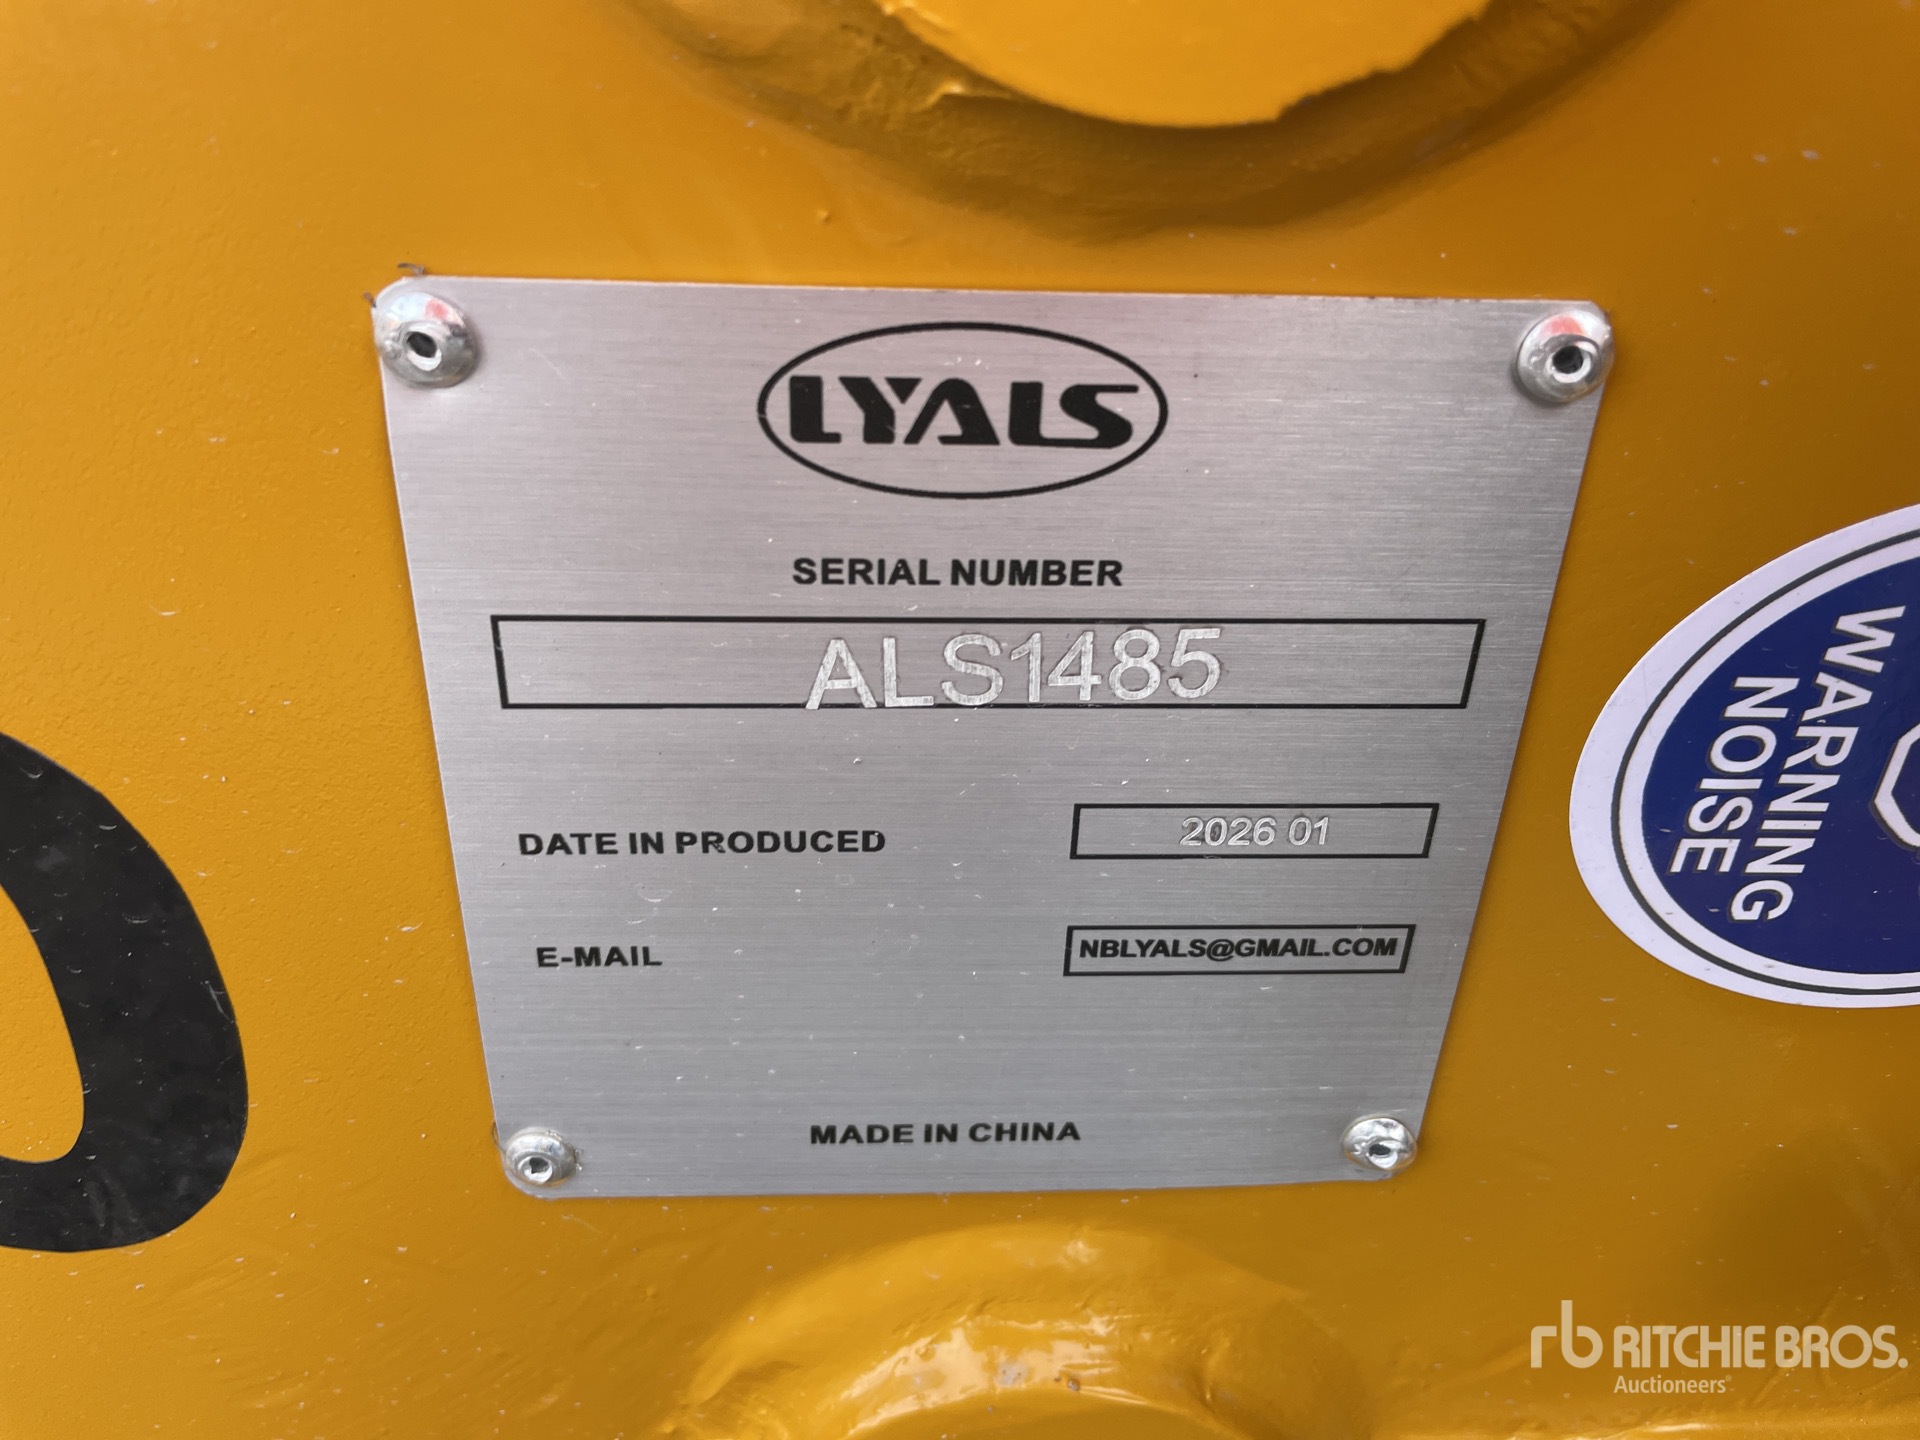 LYALS
SERIAL NUMBER
ALS1485
DATE IN PRODUCED
2026 01
E-MAIL
NBLYALS@GMAIL.COM
MADE IN CHINA
WARNING
NOISE
rb RITCHIE BROS.
Auctioneers